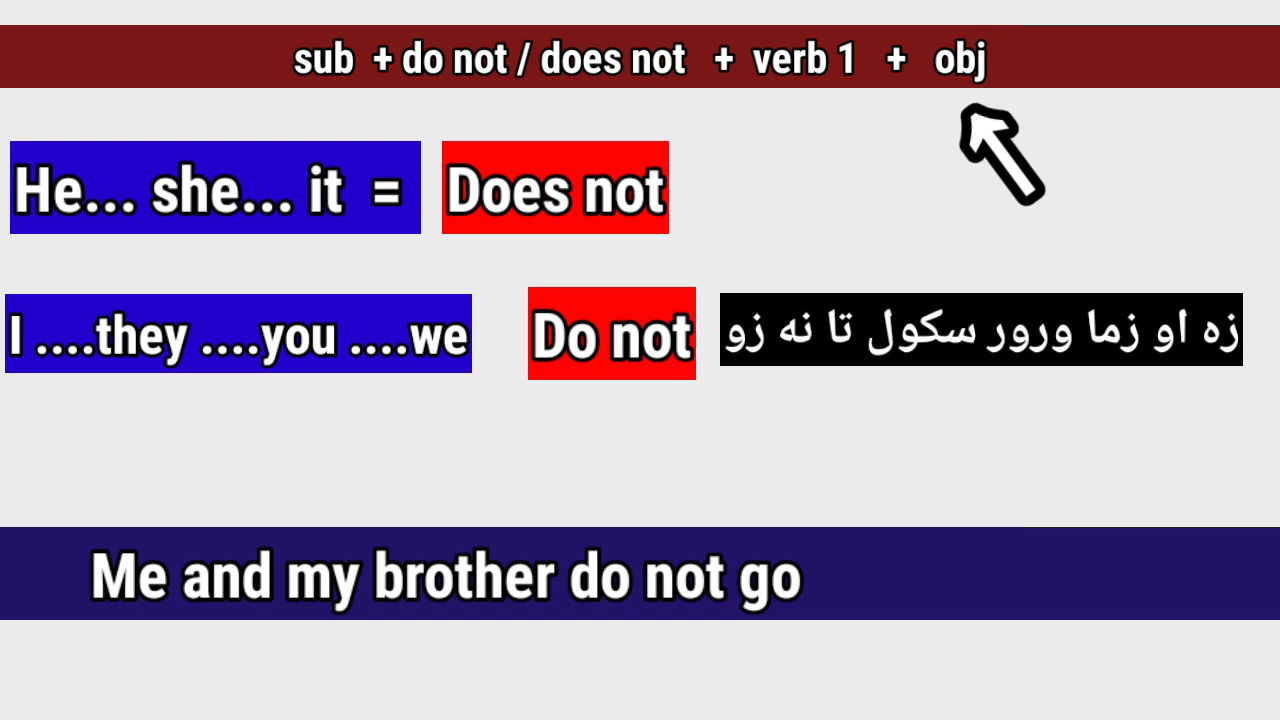 sub + do not / does not + verb 1 + obj
He... she... it = Does not
I ....they ....you ....we Do not زه او زما ورور سکول تا نه زو
Me and my brother do not go